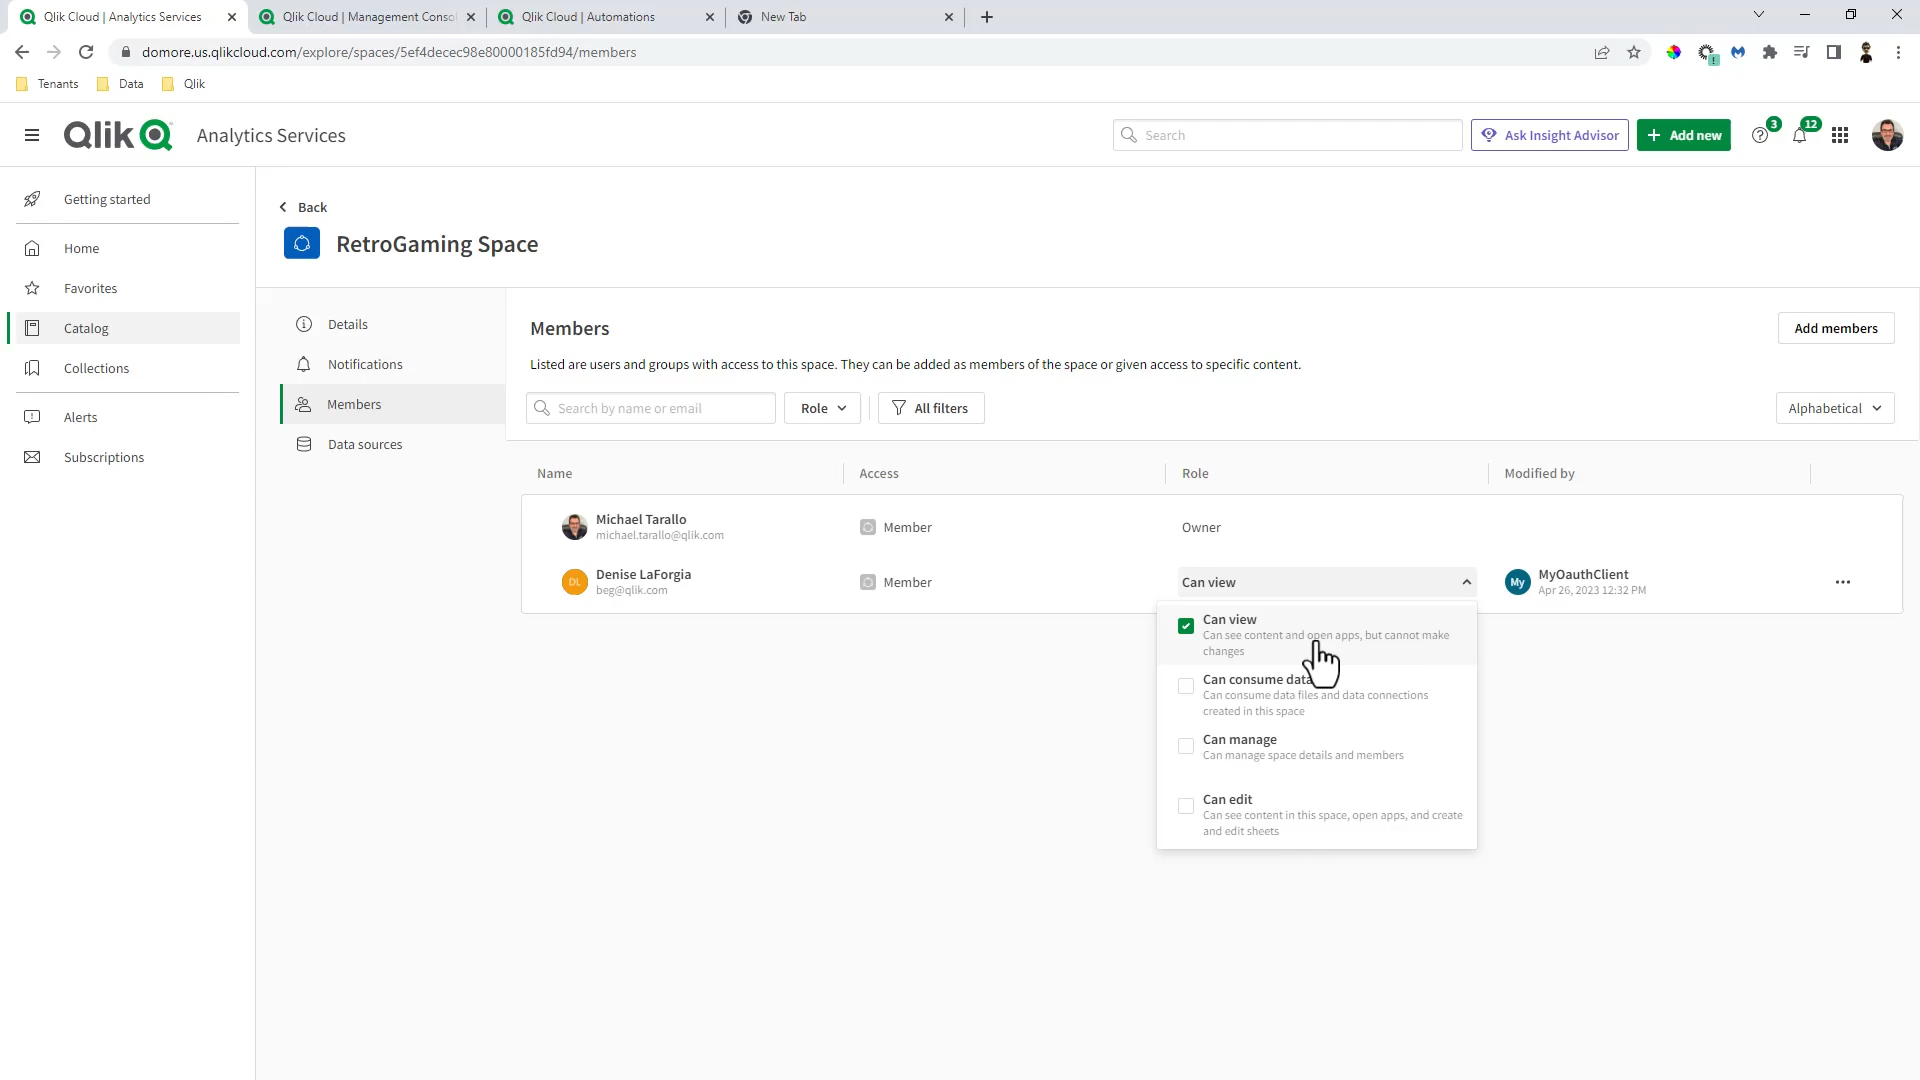 Qlik Cloud | Analytics Services
Qlik Cloud | Management Consol
Qlik Cloud | Automations
New Tab
domore.us.qlikcloud.com/explore/spaces/5ef4decec98e80000185fd94/members
Tenants
Data
Qlik
Qlik
Analytics Services
Search
Ask Insight Advisor
Add new
3
12
Getting started
Home
Favorites
Catalog
Collections
Alerts
Subscriptions
Back
RetroGaming Space
Details
Notifications
Members
Data sources
Members
Add members
Listed are users and groups with access to this space. They can be added as members of the space or given access to specific content.
Search by name or email
Role
All filters
Alphabetical
Name
Access
Role
Modified by
Michael Tarallo
michael.tarallo@qlik.com
Member
Owner
DL
Denise LaForgia
beg@qlik.com
Member
Can view
My
MyOauthClient
Apr 26, 2023 12:32 PM
Can view
Can see content and open apps, but cannot make
changes
Can consume data
Can consume data files and data connections
created in this space
Can manage
Can manage space details and members
Can edit
Can see content in this space, open apps, and create
and edit sheets